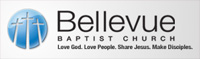 Bellevue
BAPTIST CHURCH
Love God. Love People. Share Jesus. Make Disciples.